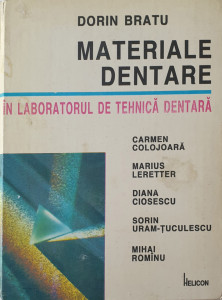 DORIN BRATU
MATERIALE
DENTARE
ÎN LABORATORUL DE TEHNICĂ DENTARĂ
CARMEN
COLOJOARĂ
MARIUS
LERETTER
DIANA
CIOSESCU
SORIN
URAM-ȚUCULESCU
MIHAI
ROMÎNU
HELICON